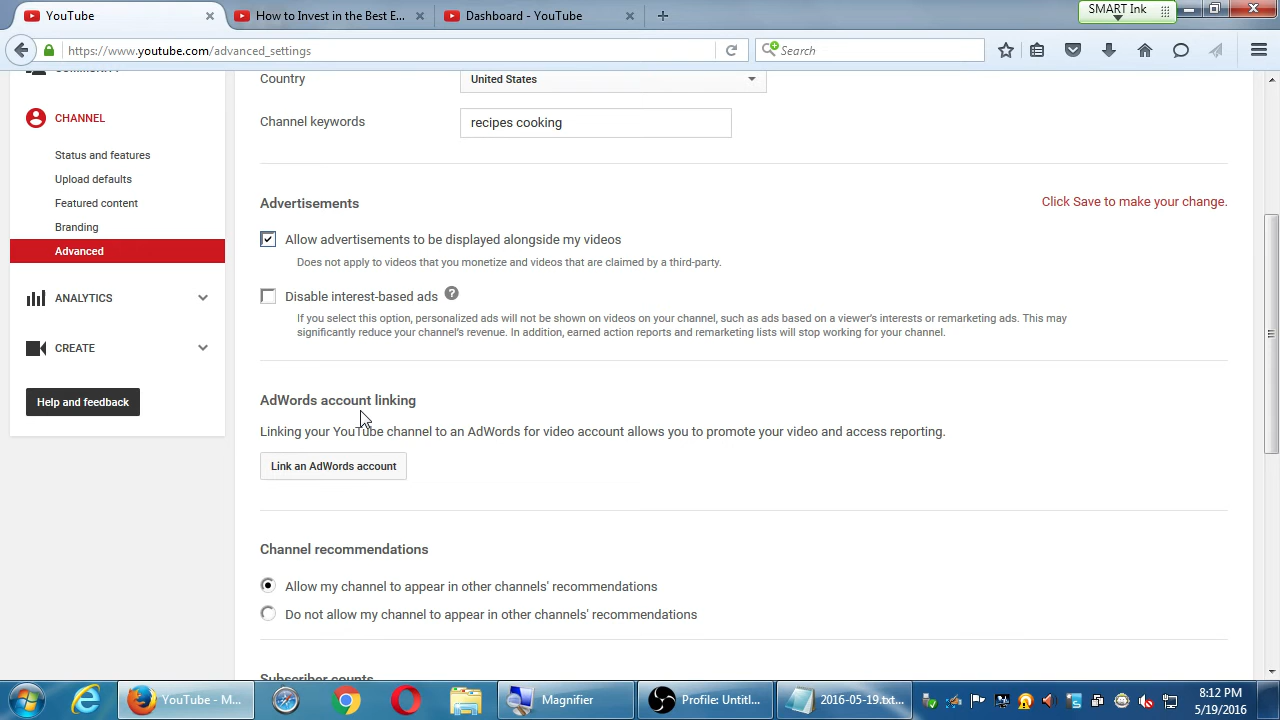 YouTube
How to Invest in the Best E...
Dashboard - YouTube
SMART Ink
https://www.youtube.com/advanced_settings
Search
COMMUNITY
CHANNEL
Status and features
Upload defaults
Featured content
Branding
Advanced
ANALYTICS
CREATE
Help and feedback
Country
United States
Channel keywords
recipes cooking
Advertisements
Click Save to make your change.
Allow advertisements to be displayed alongside my videos
Does not apply to videos that you monetize and videos that are claimed by a third-party.
Disable interest-based ads
If you select this option, personalized ads will not be shown on videos on your channel, such as ads based on a viewer's interests or remarketing ads. This may
significantly reduce your channel's revenue. In addition, earned action reports and remarketing lists will stop working for your channel.
AdWords account linking
Linking your YouTube channel to an AdWords for video account allows you to promote your video and access reporting.
Link an AdWords account
Channel recommendations
Allow my channel to appear in other channels' recommendations
Do not allow my channel to appear in other channels' recommendations
Subscriber counts
YouTube - M...
Magnifier
Profile: Untitl...
2016-05-19.txt...
8:12 PM
5/19/2016